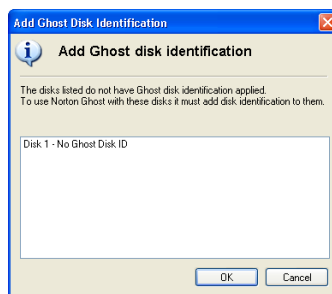 Add Ghost Disk Identification
Add Ghost disk identification
The disks listed do not have Ghost disk identification applied.
To use Norton Ghost with these disks it must add disk identification to them.
Disk 1 - No Ghost Disk ID
OK Cancel